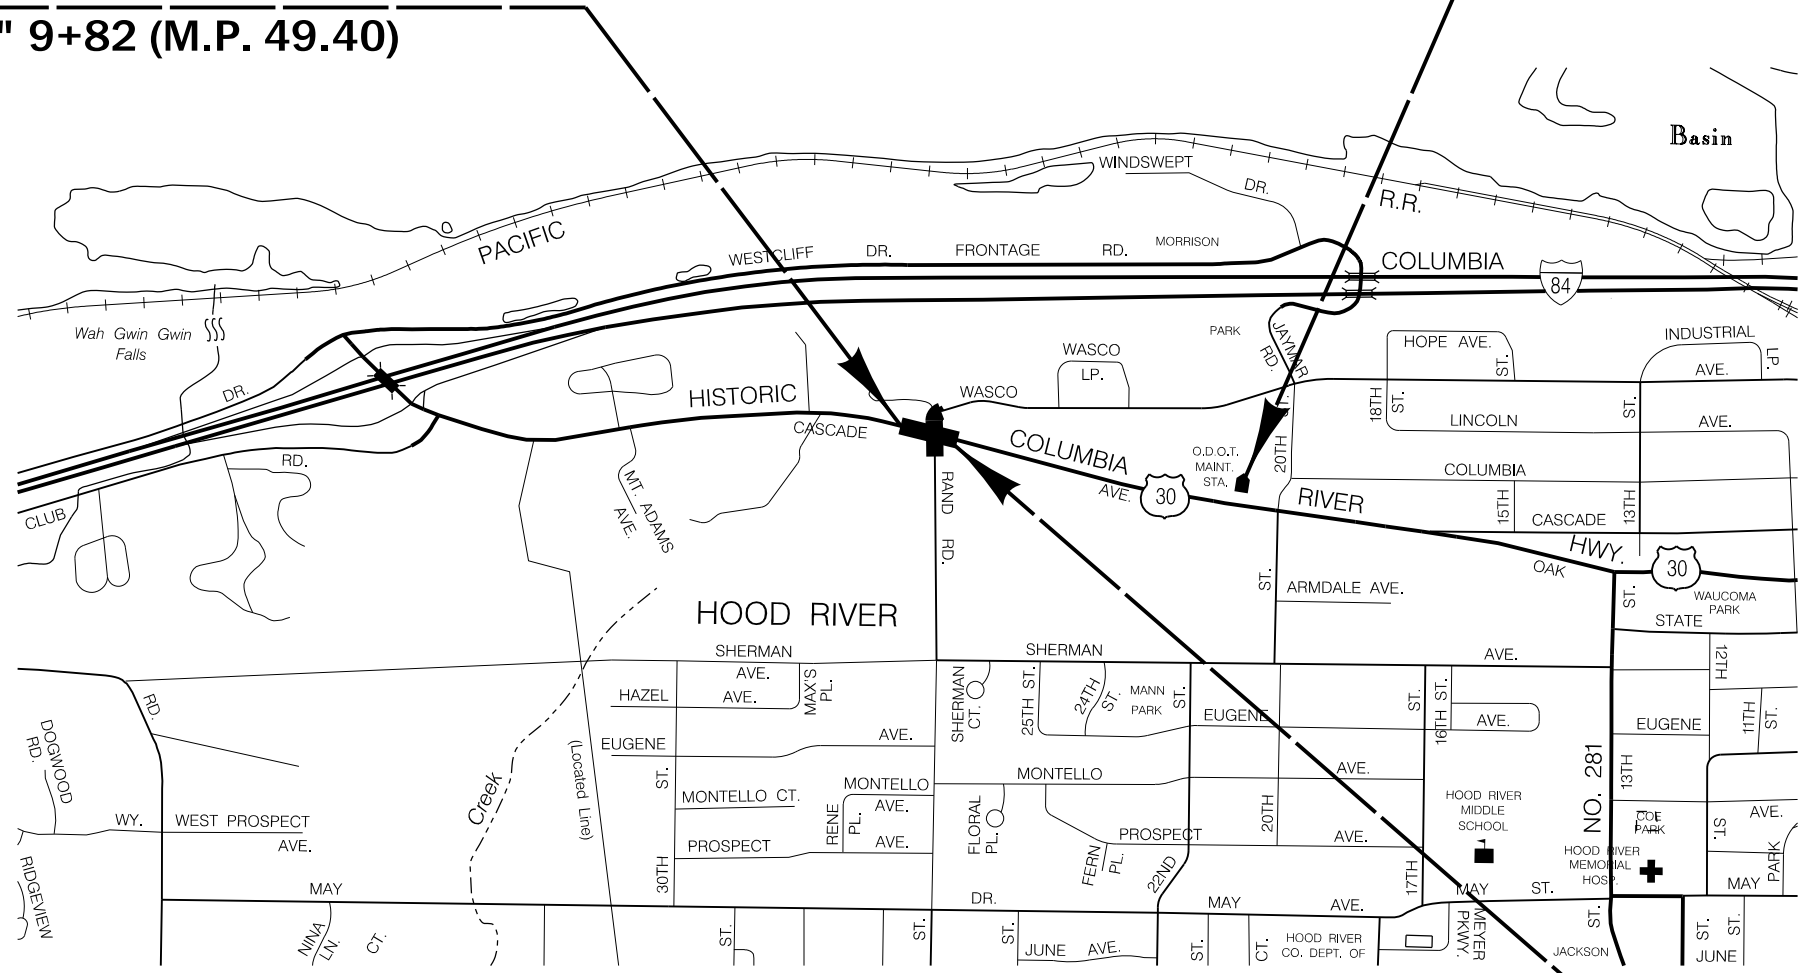 " 9+82 (M.P. 49.40)
Basin
WINDSWEPT
DR.
R.R.
PACIFIC
WESTCLIFF DR. FRONTAGE RD. MORRISON
COLUMBIA
84
Wah Gwin Gwin
Falls
PARK
JAYMAR
RD.
HOPE AVE.
ST.
INDUSTRIAL
AVE.
LP.
WASCO
LP.
DR.
HISTORIC
WASCO
CASCADE
18TH
ST.
ST.
LINCOLN
AVE.
ST.
COLUMBIA
AVE.
30
O.D.O.T.
MAINT.
STA.
20TH
COLUMBIA
RD.
MT. ADAMS
AVE.
RAND
RD.
RIVER
15TH
CASCADE
13TH
CLUB
HWY.
OAK
30
ST.
ARMDALE AVE.
ST.
WAUCOMA
PARK
STATE
HOOD RIVER
SHERMAN
AVE.
SHERMAN
AVE.
12TH
HAZEL
AVE.
MAX'S
PL.
SHERMAN
CT.
25TH ST.
24TH
ST.
MANN
PARK
ST.
EUGENE
ST.
16TH ST.
AVE.
EUGENE
11TH
ST.
RD.
DOGWOOD
RD.
EUGENE
AVE.
(Located Line)
Creek
ST.
MONTELLO
AVE.
MONTELLO
AVE.
MONTELLO CT.
RENE
PL.
FLORAL
PL.
20TH
HOOD RIVER
MIDDLE
SCHOOL
NO. 281
13TH
COE
PARK
ST.
AVE.
WY.
WEST PROSPECT
AVE.
PROSPECT
AVE.
PROSPECT
AVE.
FERN
PL.
22ND
HOOD RIVER
MEMORIAL
HOSP.
PARK
RIDGEVIEW
30TH
17TH
MAY
DR.
MAY
AVE.
MAY
ST.
MAY
NINA
LN.
CT.
ST.
ST.
ST.
JUNE AVE.
ST.
CT.
HOOD RIVER
CO. DEPT. OF
MEYER
PKWY.
ST.
JACKSON
ST.
ST.
JUNE